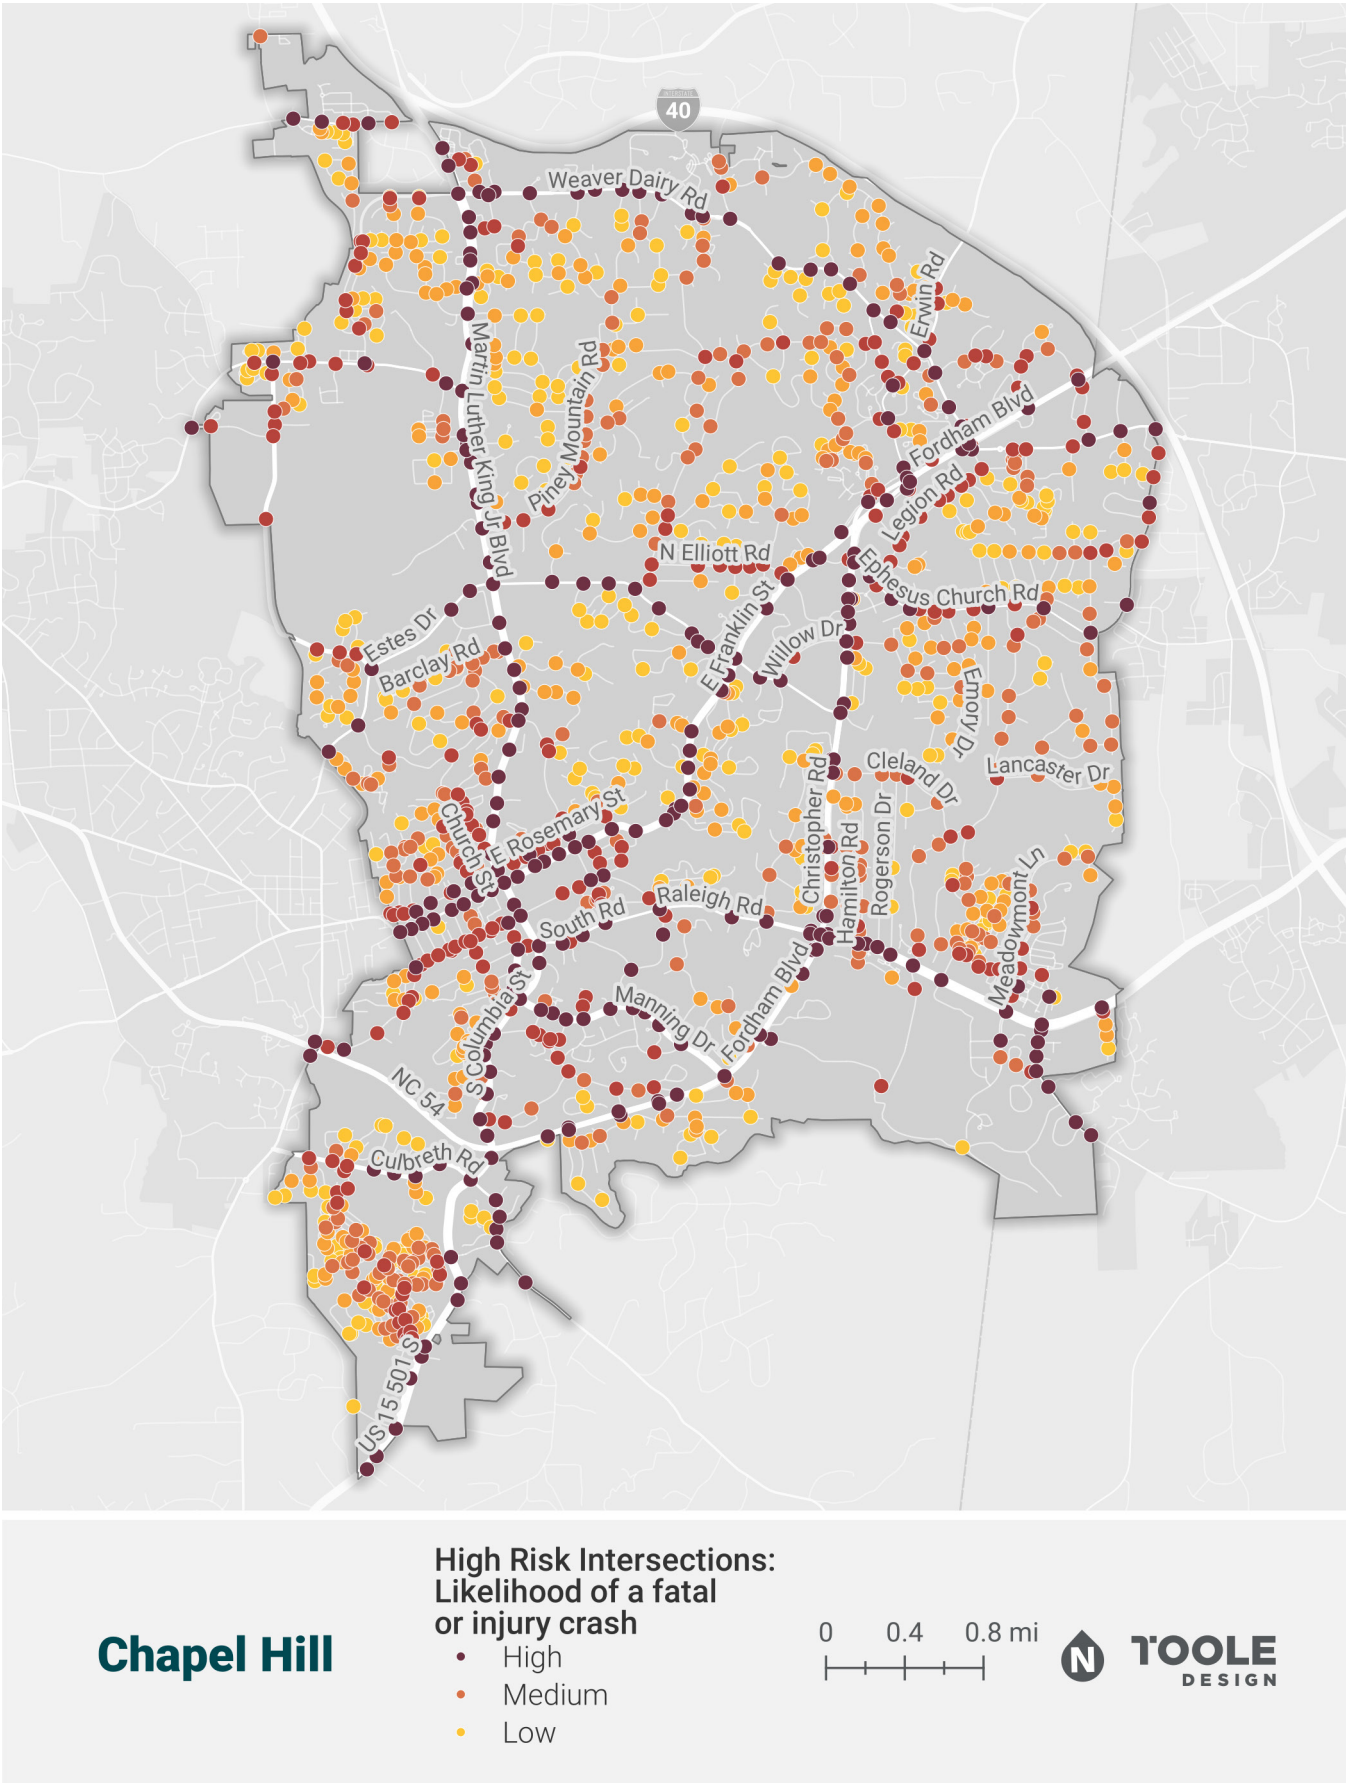 INTERSTATE
40
Weaver Dairy Rd
Erwin Rd
Martin Luther King Jr Blvd
Piney Mountain Rd
Fordham Blvd
Legion Rd
N Elliott Rd
Ephesus Church Rd
Estes Dr
Barclay Rd
E Franklin St
Willow Dr
Emory Dr
Cleland Dr
Lancaster Dr
Christopher Rd
Hamilton Rd
Rogerson Dr
Church St
E Rosemary St
Meadowmont Ln
Raleigh Rd
South Rd
S Columbia St
Manning Dr
Fordham Blvd
NC 54
Culbreth Rd
US 15 501 S
High Risk Intersections:
Likelihood of a fatal
or injury crash
High
Medium
Low
Chapel Hill
0 0.4 0.8 mi
N
TOOLE
DESIGN